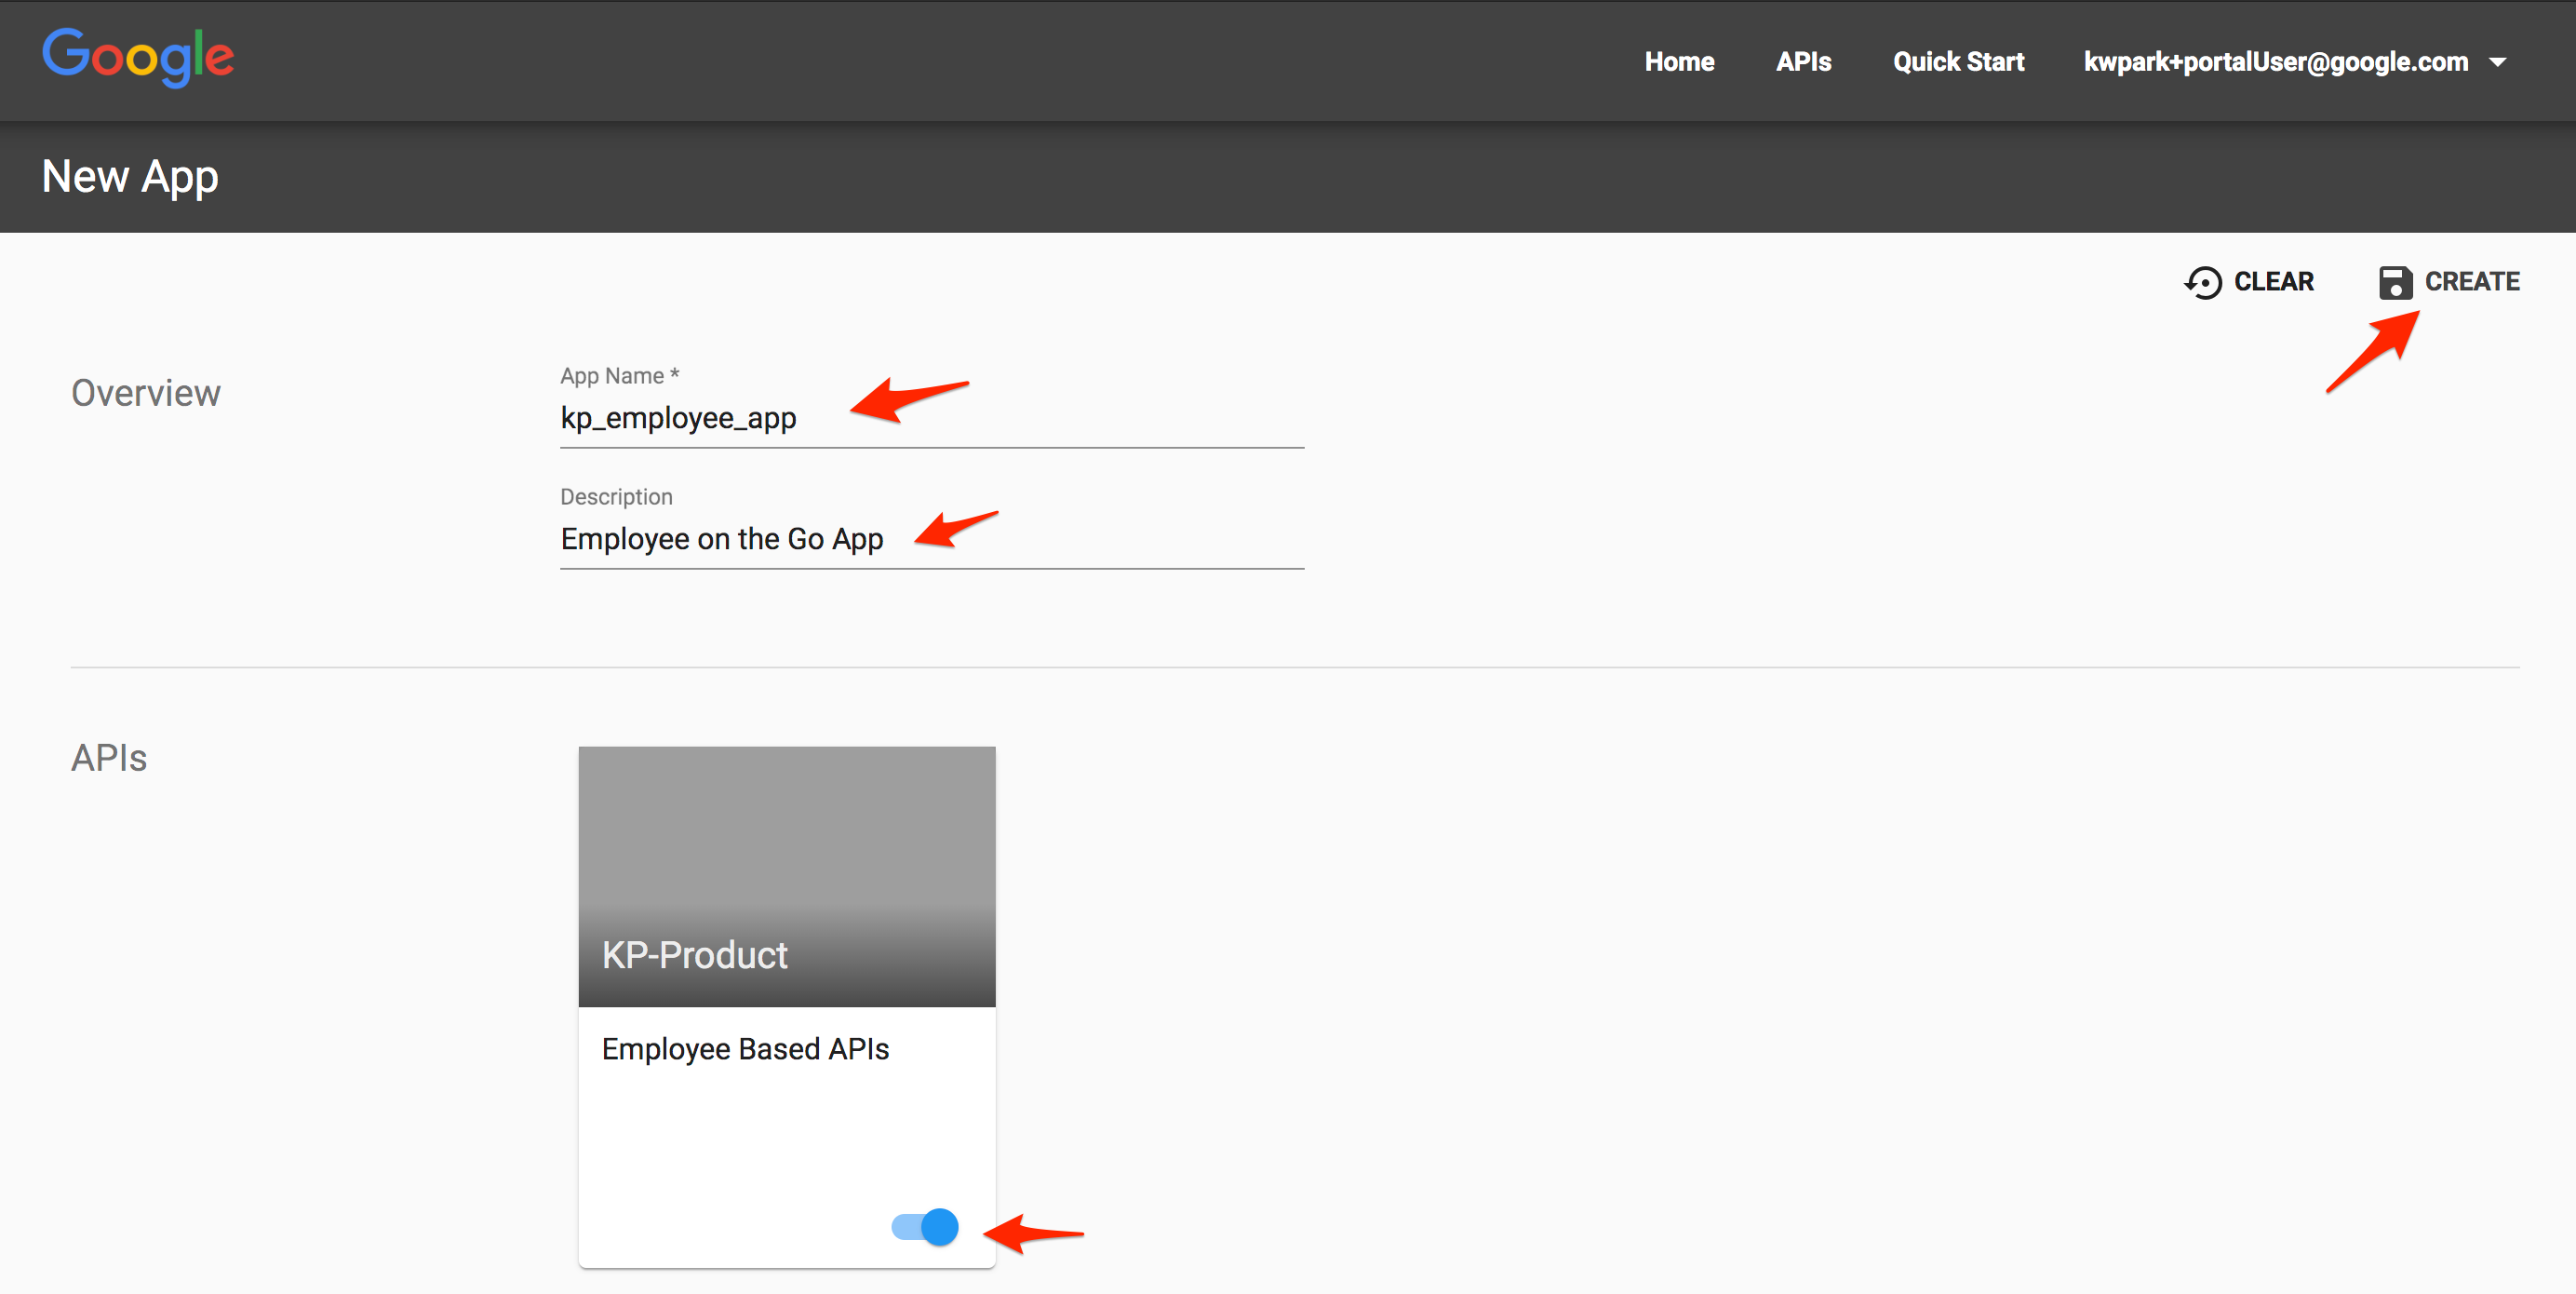 Google
Home APIs Quick Start kwpark+portalUser@google.com
New App
CLEAR CREATE
Overview
App Name *
kp_employee_app
Description
Employee on the Go App
APIs
KP-Product
Employee Based APIs